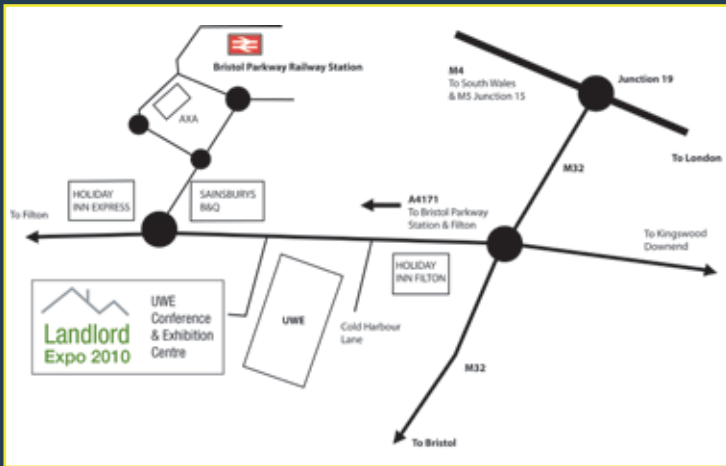 Bristol Parkway Railway Station
M4
To South Wales
& M5 Junction 15
Junction 19
AXA
To London
M32
HOLIDAY
INN EXPRESS
SAINSBURYS
B&Q
A4171
To Bristol Parkway
Station & Filton
To Filton
To Kingswood
Downend
HOLIDAY
INN FILTON
Landlord
Expo 2010
UWE
Conference
& Exhibition
Centre
UWE
Cold Harbour
Lane
M32
To Bristol